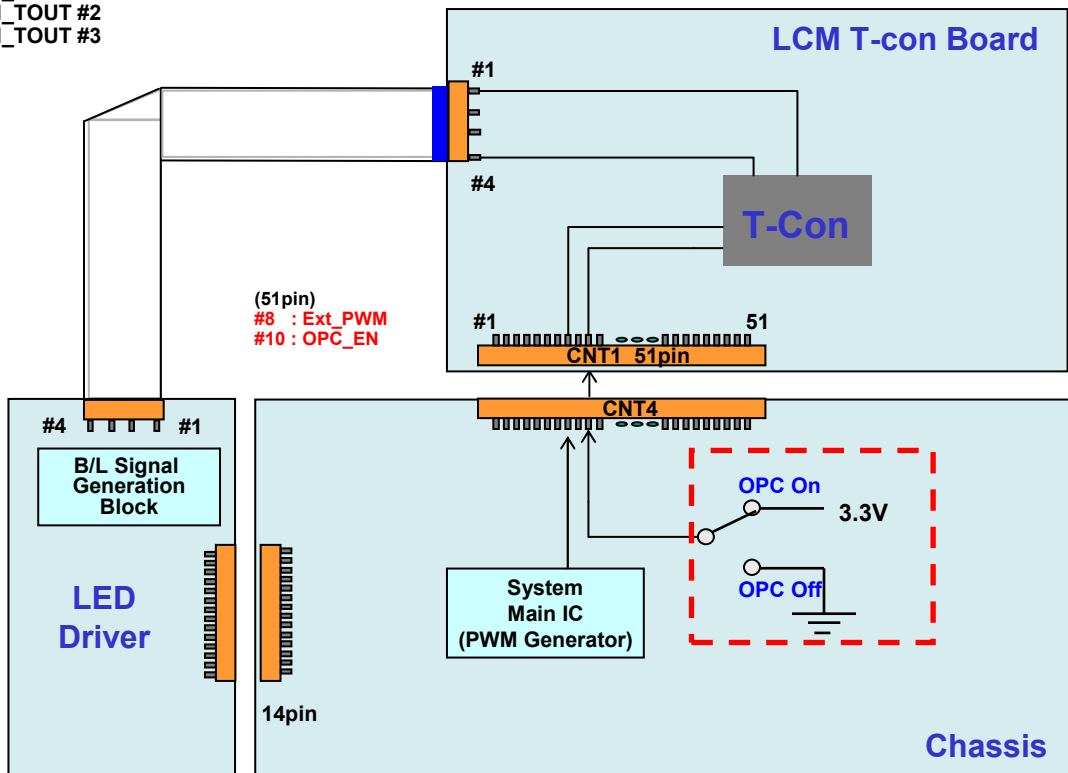 _TOUT #2
_TOUT #3
LCM T-con Board
#1
#4
T-Con
(51pin)
#8 : Ext_PWM
#10 : OPC_EN
#1
51
CNT1 51pin
CNT4
#4
#1
B/L Signal
Generation
Block
OPC On
3.3V
OPC Off
System
Main IC
(PWM Generator)
LED
Driver
14pin
Chassis